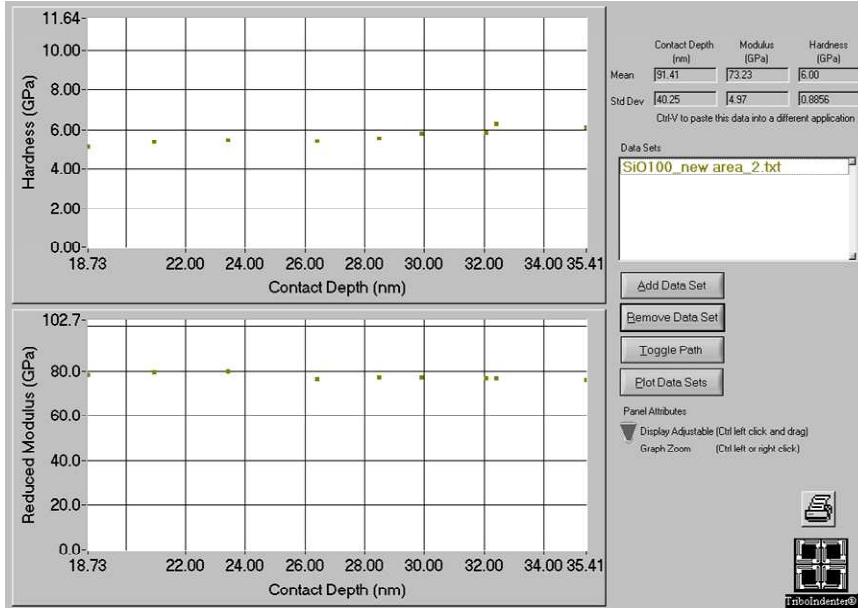 11.64
10.00
8.00
6.00
4.00
2.00
0.00
Hardness (GPa)
18.73 22.00 24.00 26.00 28.00 30.00 32.00 34.00 35.41
Contact Depth (nm)
102.7
80.0
60.0
40.0
20.0
0.0
Reduced Modulus (GPa)
18.73 22.00 24.00 26.00 28.00 30.00 32.00 34.00 35.41
Contact Depth (nm)
Contact Depth Modulus Hardness
(nm) (GPa) (GPa)
Mean 91.41 73.23 6.00
Std Dev 40.25 4.97 0.8856
Ctrl-V to paste this data into a different application
Data Sets
SiO100_new area_2.txt
Add Data Set
Remove Data Set
Toggle Path
Plot Data Sets
Panel Attributes
Display Adjustable (Ctrl left click and drag)
Graph Zoom (Ctrl left or right click)
TriboIndenter®